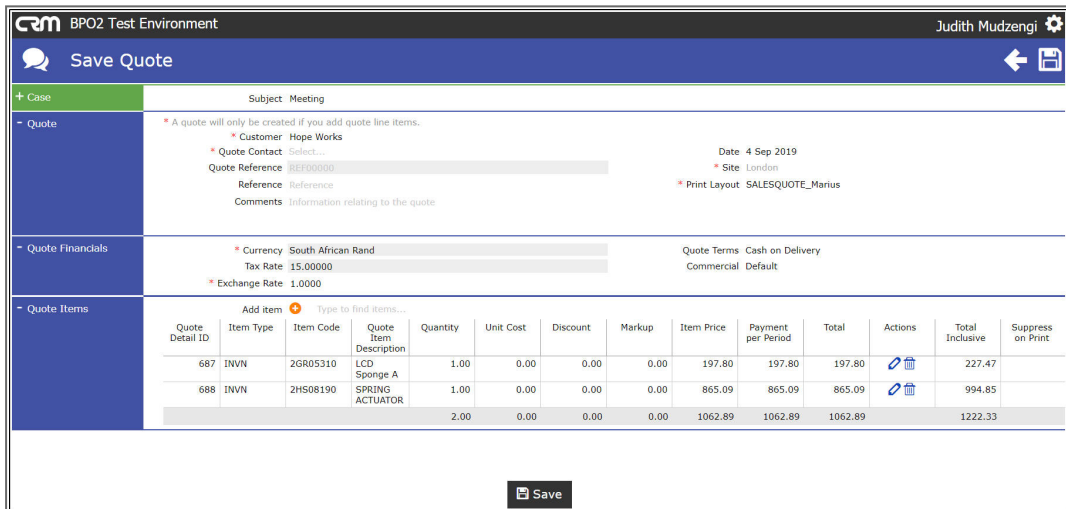 CRM BPO2 Test Environment Judith Mudzengi
Save Quote
+ Case
Subject Meeting
- Quote
* A quote will only be created if you add quote line items.
* Customer Hope Works
* Quote Contact Select... Date 4 Sep 2019
Quote Reference REF00000 * Site London
Reference Reference * Print Layout SALESQUOTE_Marius
Comments Information relating to the quote
- Quote Financials
* Currency South African Rand Quote Terms Cash on Delivery
Tax Rate 15.00000 Commercial Default
* Exchange Rate 1.0000
- Quote Items
Add item Type to find items...
Quote Detail ID Item Type Item Code Quote Item Description Quantity Unit Cost Discount Markup Item Price Payment per Period Total Actions Total Inclusive Suppress on Print
687 INVN 2GR05310 LCD Sponge A 1.00 0.00 0.00 0.00 197.80 197.80 197.80 227.47
688 INVN 2HS08190 SPRING ACTUATOR 1.00 0.00 0.00 0.00 865.09 865.09 865.09 994.85
2.00 0.00 0.00 0.00 1062.89 1062.89 1062.89 1222.33
Save